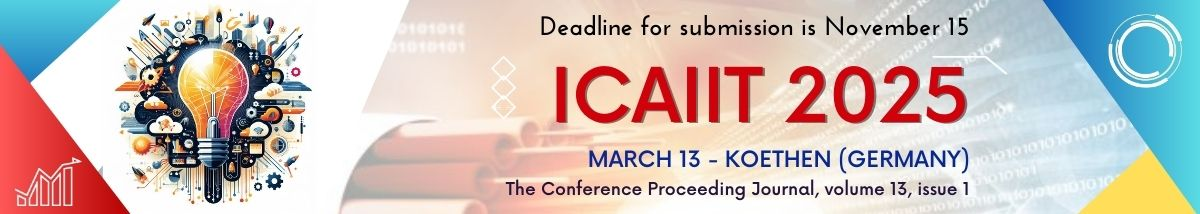 Deadline for submission is November 15
ICAIIT 2025
MARCH 13 - KOETHEN (GERMANY)
The Conference Proceeding Journal, volume 13, issue 1